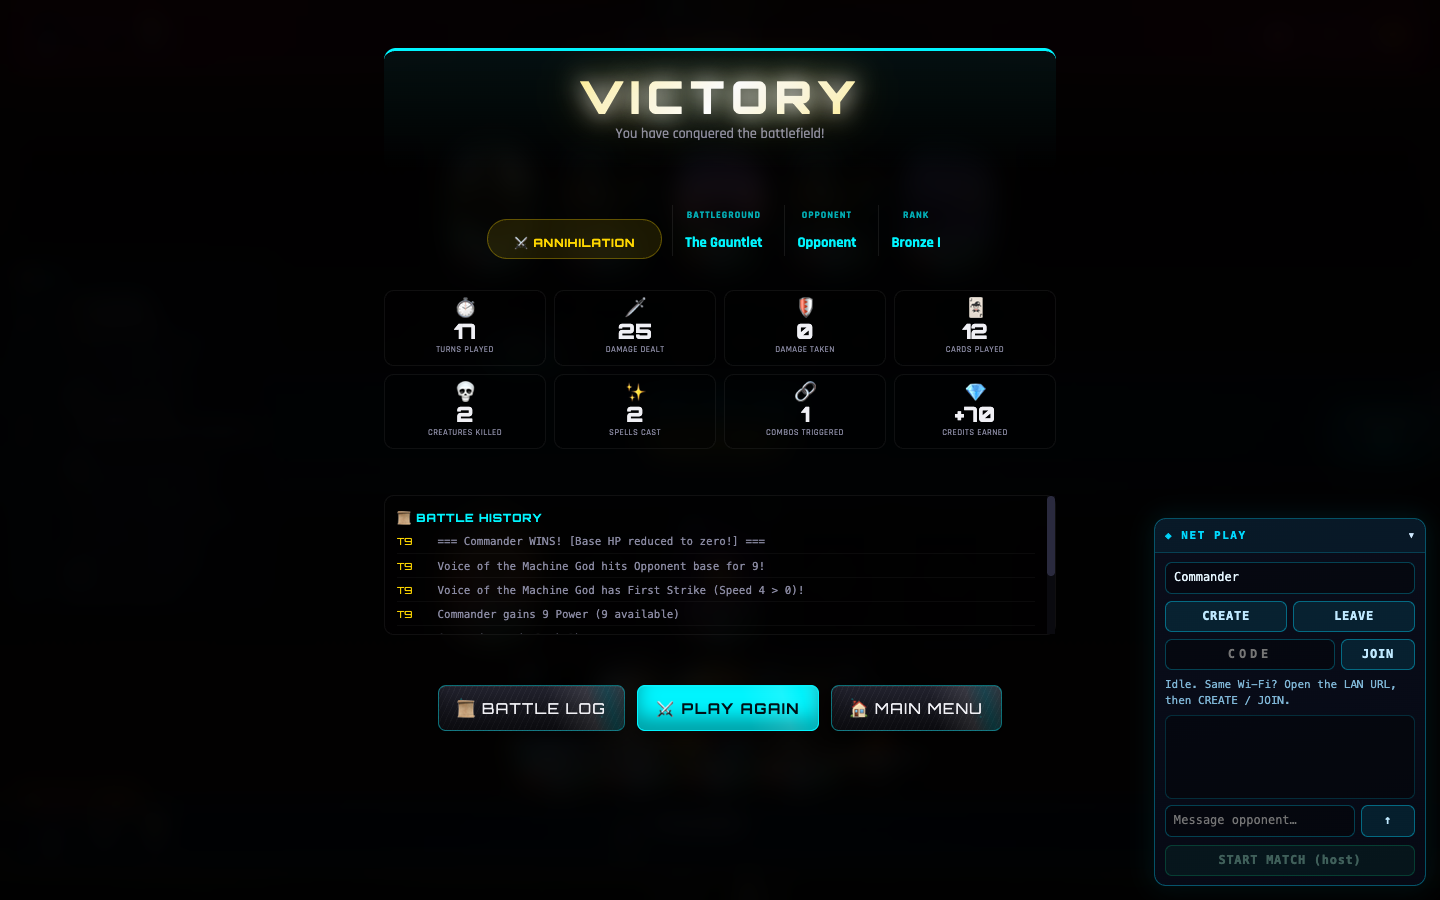 VICTORY
You have conquered the battlefield!
ANNIHILATION
BATTLEGROUND
The Gauntlet
OPPONENT
Opponent
RANK
Bronze I
17
TURNS PLAYED
25
DAMAGE DEALT
0
DAMAGE TAKEN
12
CARDS PLAYED
2
CREATURES KILLED
2
SPELLS CAST
1
COMBOS TRIGGERED
+70
CREDITS EARNED
BATTLE HISTORY
T9 === Commander WINS! [Base HP reduced to zero!] ===
T9 Voice of the Machine God hits Opponent base for 9!
T9 Voice of the Machine God has First Strike (Speed 4 > 0)!
T9 Commander gains 9 Power (9 available)
BATTLE LOG
PLAY AGAIN
MAIN MENU
◆ NET PLAY ▼
Commander
CREATE
LEAVE
CODE
JOIN
Idle. Same Wi-Fi? Open the LAN URL,
then CREATE / JOIN.
Message opponent…
↑
START MATCH (host)